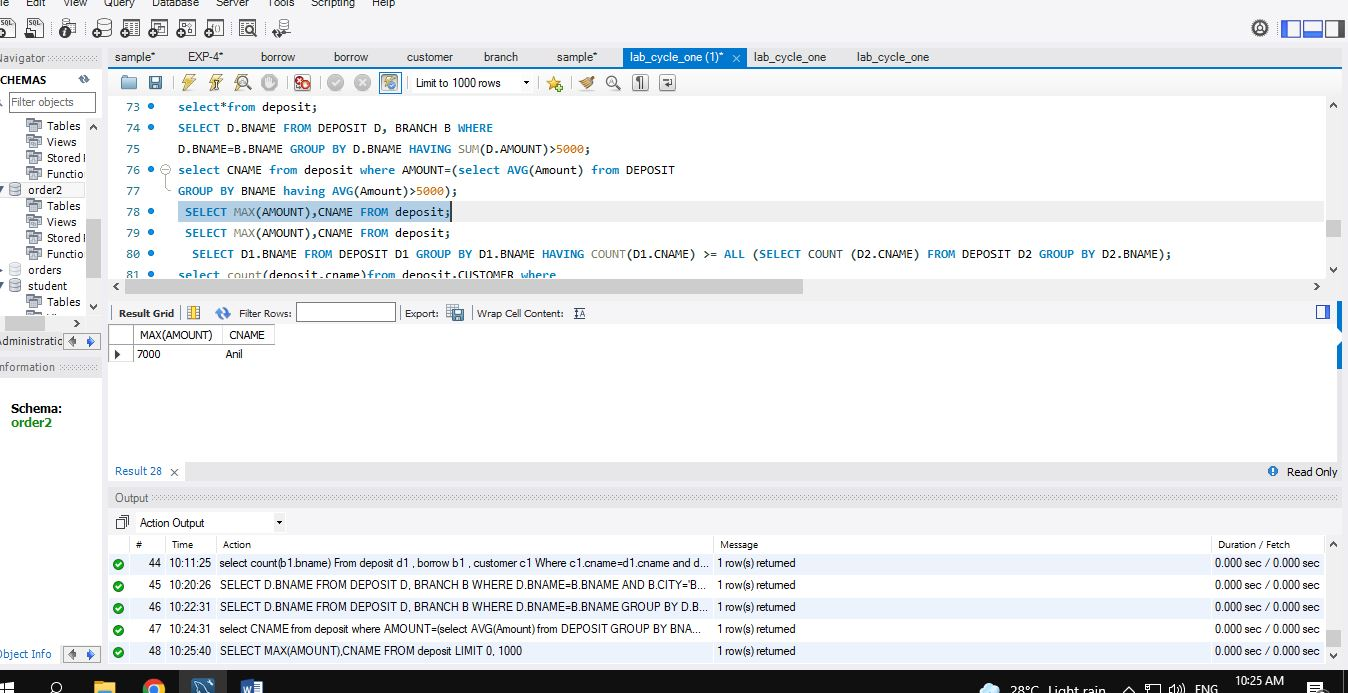 Edit View Query Database Server Tools Scripting Help
Navigator
SCHEMAS
Filter objects
Tables
Views
Stored
Functio
order2
Tables
Views
Stored
Functio
orders
student
Tables
Administratio
Information
Schema:
order2
Object Info
sample* EXP-4* borrow borrow customer branch sample* lab_cycle_one (1)* lab_cycle_one lab_cycle_one
Limit to 1000 rows
73 select*from deposit;
74 SELECT D.BNAME FROM DEPOSIT D, BRANCH B WHERE
75 D.BNAME=B.BNAME GROUP BY D.BNAME HAVING SUM(D.AMOUNT)>5000;
76 select CNAME from deposit where AMOUNT=(select AVG(Amount) from DEPOSIT
77 GROUP BY BNAME having AVG(Amount)>5000);
78 SELECT MAX(AMOUNT),CNAME FROM deposit;
79 SELECT MAX(AMOUNT),CNAME FROM deposit;
80 SELECT D1.BNAME FROM DEPOSIT D1 GROUP BY D1.BNAME HAVING COUNT(D1.CNAME) >= ALL (SELECT COUNT (D2.CNAME) FROM DEPOSIT D2 GROUP BY D2.BNAME);
81 select count(deposit.cname)from deposit,CUSTOMER where
Result Grid Filter Rows: Export: Wrap Cell Content:
MAX(AMOUNT) CNAME
7000 Anil
Result 28 Read Only
Output
Action Output
# Time Action Message Duration / Fetch
44 10:11:25 select count(b1.bname) From deposit d1 , borrow b1 , customer c1 Where c1.cname=d1.cname and d... 1 row(s) returned 0.000 sec / 0.000 sec
45 10:20:26 SELECT D.BNAME FROM DEPOSIT D, BRANCH B WHERE D.BNAME=B.BNAME AND B.CITY='B... 1 row(s) returned 0.000 sec / 0.000 sec
46 10:22:31 SELECT D.BNAME FROM DEPOSIT D, BRANCH B WHERE D.BNAME=B.BNAME GROUP BY D.B... 1 row(s) returned 0.000 sec / 0.000 sec
47 10:24:31 select CNAME from deposit where AMOUNT=(select AVG(Amount) from DEPOSIT GROUP BY BNA... 1 row(s) returned 0.000 sec / 0.000 sec
48 10:25:40 SELECT MAX(AMOUNT),CNAME FROM deposit LIMIT 0, 1000 1 row(s) returned 0.000 sec / 0.000 sec
28°C Light rain ENG 10:25 AM